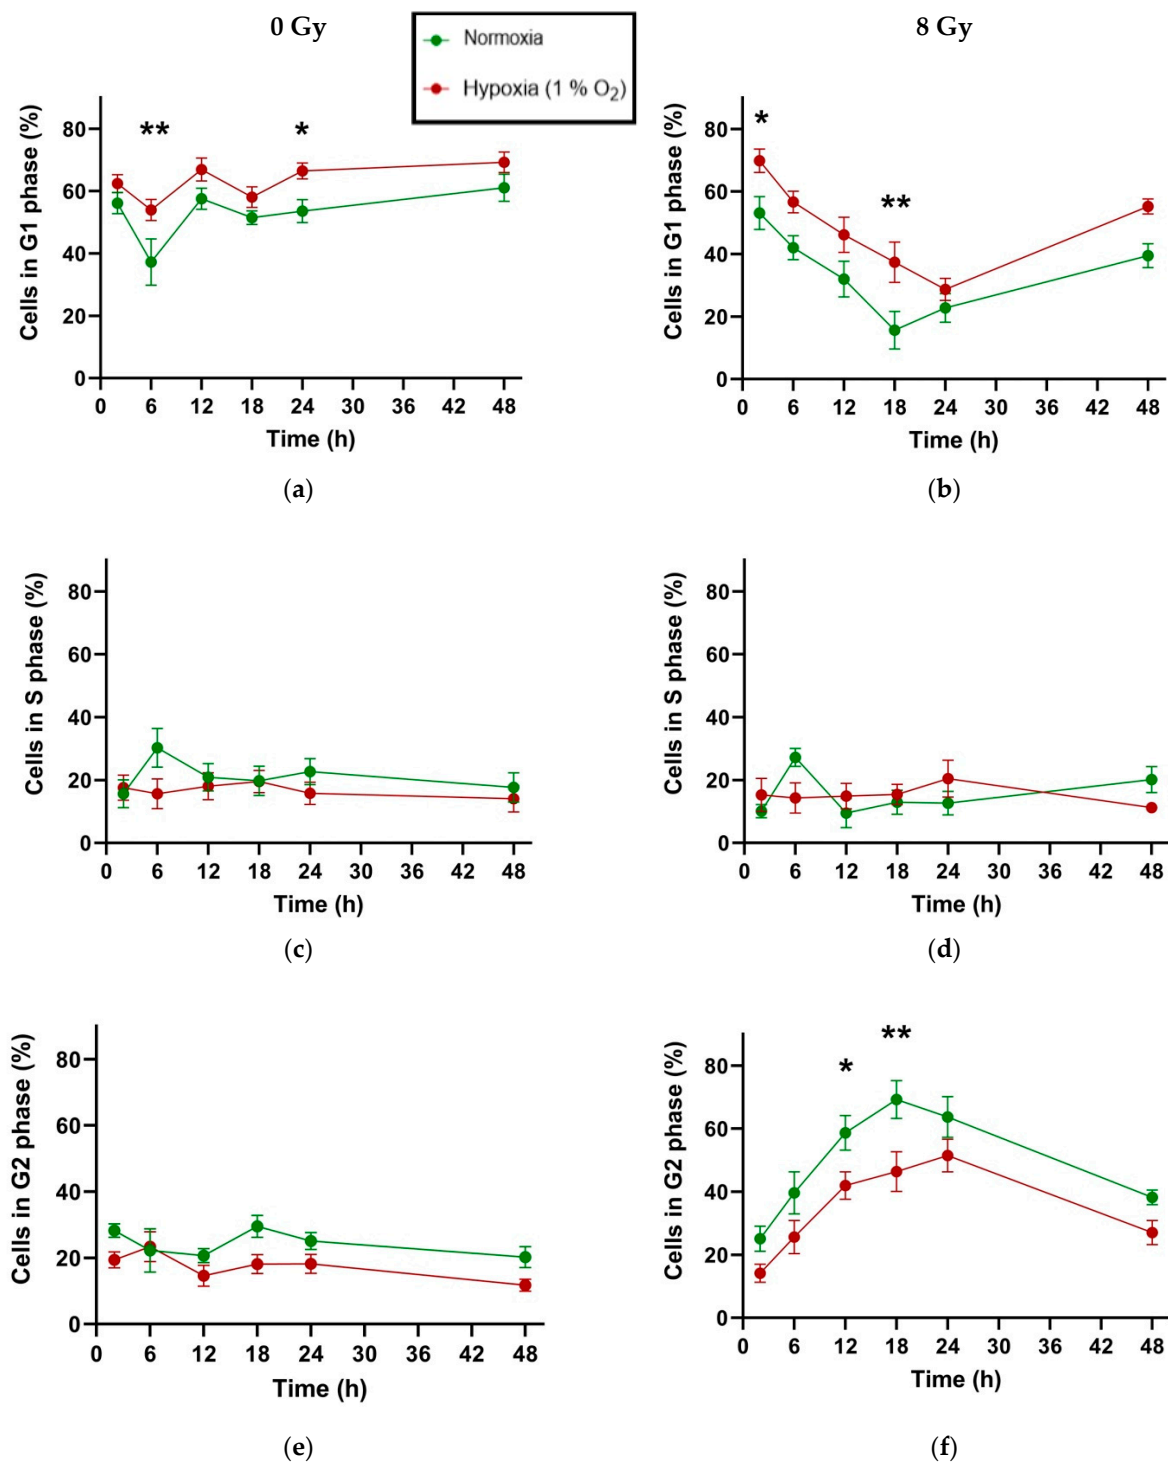 0 Gy
8 Gy
Normoxia
Hypoxia (1 % O2)
Cells in G1 phase (%)
80
60
40
20
0
** *
0 6 12 18 24 30 36 42 48
Time (h)
(a)
Cells in G1 phase (%)
80
60
40
20
0
* **
0 6 12 18 24 30 36 42 48
Time (h)
(b)
Cells in S phase (%)
80
60
40
20
0
0 6 12 18 24 30 36 42 48
Time (h)
(c)
Cells in S phase (%)
80
60
40
20
0
0 6 12 18 24 30 36 42 48
Time (h)
(d)
Cells in G2 phase (%)
80
60
40
20
0
0 6 12 18 24 30 36 42 48
Time (h)
(e)
Cells in G2 phase (%)
80
60
40
20
0
* **
0 6 12 18 24 30 36 42 48
Time (h)
(f)